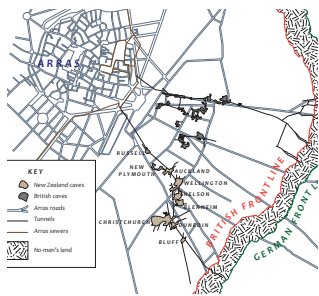 ARRAS
RUSSELL
NEW
PLYMOUTH
AUCKLAND
WELLINGTON
NELSON
BLENHEIM
CHRISTCHURCH
DUNEDIN
BLUFF
BRITISH FRONT LINE
GERMAN FRONT L
KEY
New Zealand caves
British caves
Arras roads
Tunnels
Arras sewers
No-man's land